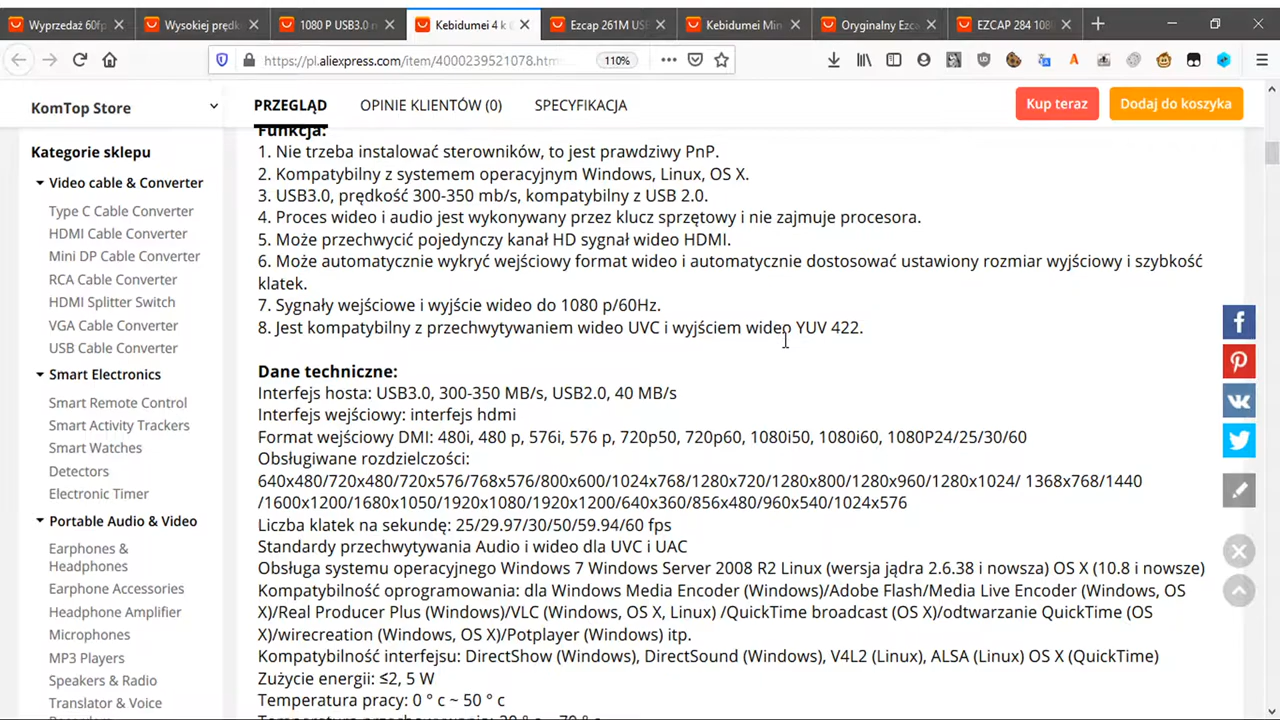 Wyprzedaż 60fp
Wysokiej prędk
1080 P USB3.0 n
Kebidumei 4 k 6
Ezcap 261M US
Kebidumei Min
Oryginalny Ezca
EZCAP 284 108
https://pl.aliexpress.com/item/4000239521078.htm
110%
KomTop Store
PRZEGLĄD
OPINIE KLIENTÓW (0)
SPECYFIKACJA
Kup teraz
Dodaj do koszyka
Kategorie sklepu
Video cable & Converter
Type C Cable Converter
HDMI Cable Converter
Mini DP Cable Converter
RCA Cable Converter
HDMI Splitter Switch
VGA Cable Converter
USB Cable Converter
Smart Electronics
Smart Remote Control
Smart Activity Trackers
Smart Watches
Detectors
Electronic Timer
Portable Audio & Video
Earphones &
Headphones
Earphone Accessories
Headphone Amplifier
Microphones
MP3 Players
Speakers & Radio
Translator & Voice
Funkcja:
1. Nie trzeba instalować sterowników, to jest prawdziwy PnP.
2. Kompatybilny z systemem operacyjnym Windows, Linux, OS X.
3. USB3.0, prędkość 300-350 mb/s, kompatybilny z USB 2.0.
4. Proces wideo i audio jest wykonywany przez klucz sprzętowy i nie zajmuje procesora.
5. Może przechwycić pojedynczy kanał HD sygnał wideo HDMI.
6. Może automatycznie wykryć wejściowy format wideo i automatycznie dostosować ustawiony rozmiar wyjściowy i szybkość
klatek.
7. Sygnały wejściowe i wyjście wideo do 1080 p/60Hz.
8. Jest kompatybilny z przechwytywaniem wideo UVC i wyjściem wideo YUV 422.
Dane techniczne:
Interfejs hosta: USB3.0, 300-350 MB/s, USB2.0, 40 MB/s
Interfejs wejściowy: interfejs hdmi
Format wejściowy DMI: 480i, 480 p, 576i, 576 p, 720p50, 720p60, 1080i50, 1080i60, 1080P24/25/30/60
Obsługiwane rozdzielczości:
640x480/720x480/720x576/768x576/800x600/1024x768/1280x720/1280x800/1280x960/1280x1024/ 1368x768/1440
/1600x1200/1680x1050/1920x1080/1920x1200/640x360/856x480/960x540/1024x576
Liczba klatek na sekundę: 25/29.97/30/50/59.94/60 fps
Standardy przechwytywania Audio i wideo dla UVC i UAC
Obsługa systemu operacyjnego Windows 7 Windows Server 2008 R2 Linux (wersja jądra 2.6.38 i nowsza) OS X (10.8 i nowsze)
Kompatybilność oprogramowania: dla Windows Media Encoder (Windows)/Adobe Flash/Media Live Encoder (Windows, OS
X)/Real Producer Plus (Windows)/VLC (Windows, OS X, Linux) /QuickTime broadcast (OS X)/odtwarzanie QuickTime (OS
X)/wirecreation (Windows, OS X)/Potplayer (Windows) itp.
Kompatybilność interfejsu: DirectShow (Windows), DirectSound (Windows), V4L2 (Linux), ALSA (Linux) OS X (QuickTime)
Zużycie energii: ≤2, 5 W
Temperatura pracy: 0 ° c ~ 50 ° c